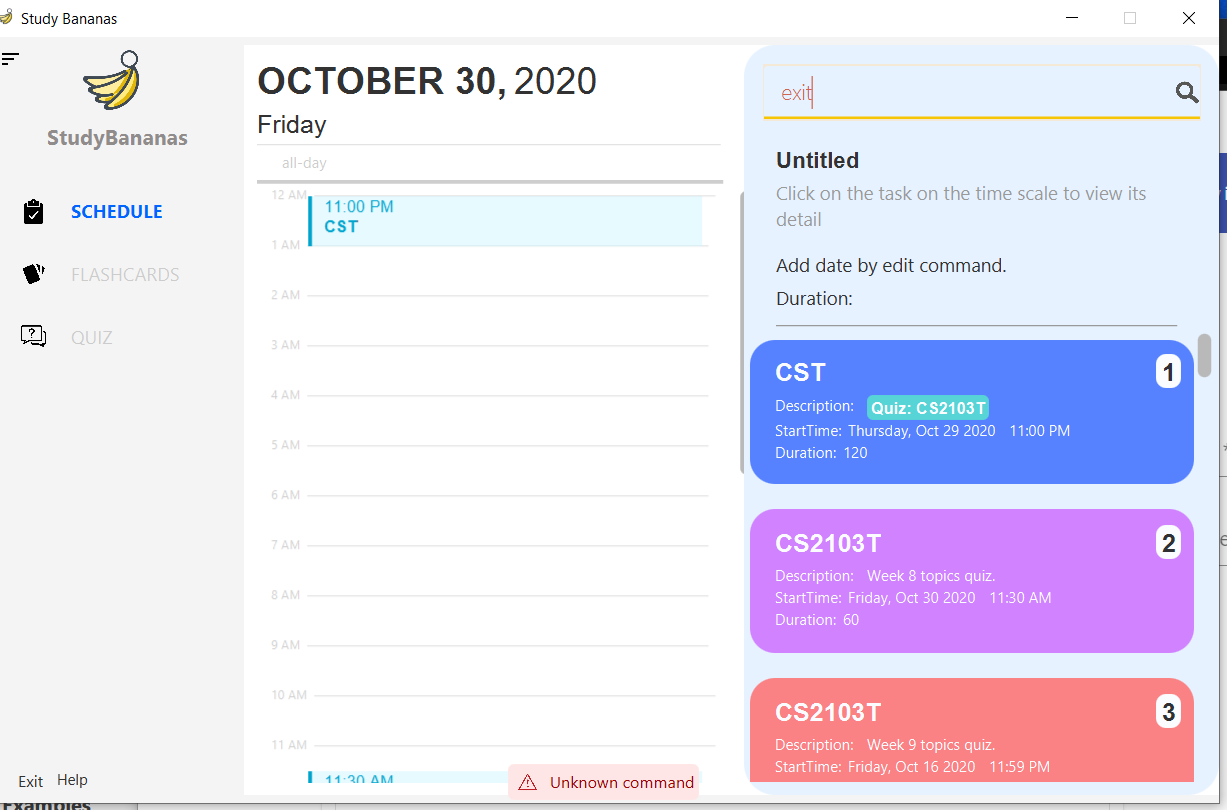 Study Bananas
StudyBananas
SCHEDULE
FLASHCARDS
QUIZ
Exit Help
OCTOBER 30, 2020
Friday
all-day
12 AM
11:00 PM
CST
1 AM
2 AM
3 AM
4 AM
5 AM
6 AM
7 AM
8 AM
9 AM
10 AM
11 AM
11:30 AM
Unknown command
exit
Untitled
Click on the task on the time scale to view its
detail
Add date by edit command.
Duration:
CST 1
Description: Quiz: CS2103T
StartTime: Thursday, Oct 29 2020 11:00 PM
Duration: 120
CS2103T 2
Description: Week 8 topics quiz.
StartTime: Friday, Oct 30 2020 11:30 AM
Duration: 60
CS2103T 3
Description: Week 9 topics quiz.
StartTime: Friday, Oct 16 2020 11:59 PM
Examples